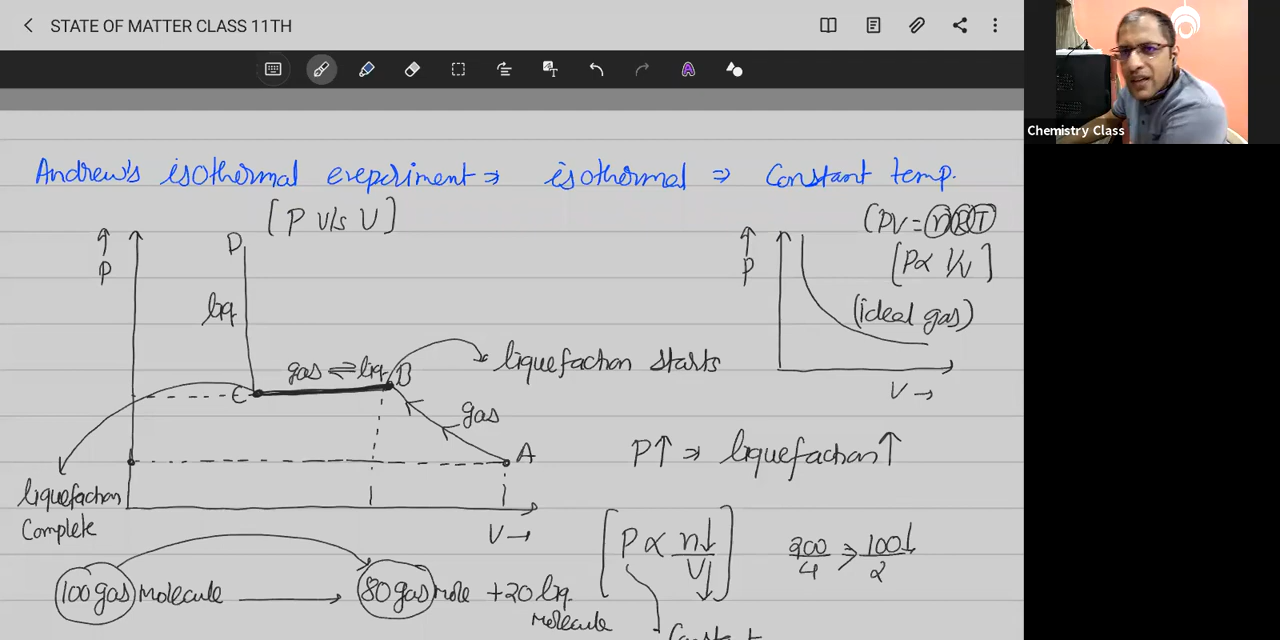 STATE OF MATTER CLASS 11TH
Chemistry Class
Andrew's isothermal experiment ⇒ isothermal ⇒ Constant temp.
[P V/s V]
(PV = nRT
[P∝ 1/V]
(ideal gas)
↑
P
V →
↑
P
D
liq
gas ⇌ liq
B
liquefaction starts
C
gas
A
P↑ ⇒ liquefaction↑
liquefaction
Complete
V →
[P ∝ n↓/V↓]
200/4 ⇒ 100↓/2
100 gas molecule → 80 gas mole + 20 liq
molecule
Constant